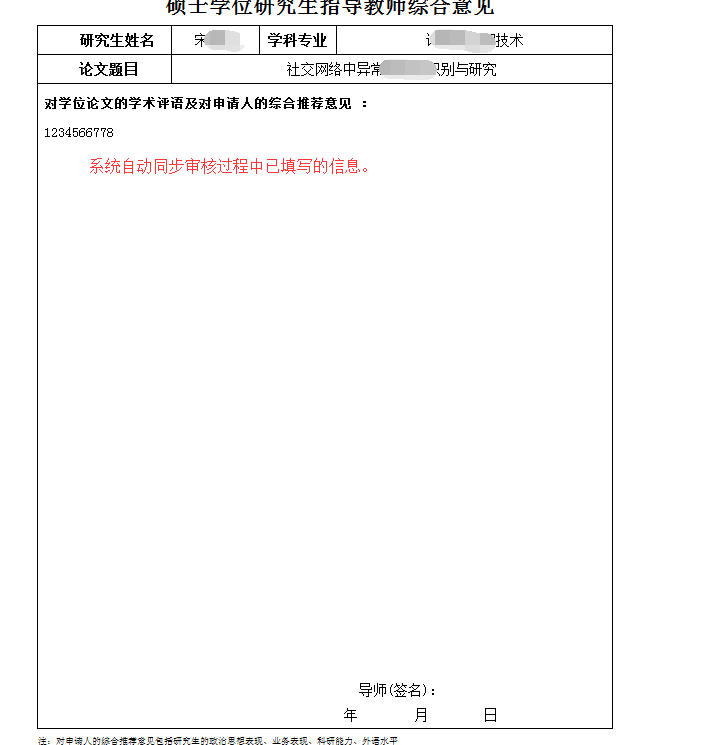 硕士学位研究生指导教师综合意见
研究生姓名 宋 学科专业 技术
论文题目 社交网络中异常 识别与研究
对学位论文的学术评语及对申请人的综合推荐意见 ：
1234566778
系统自动同步审核过程中已填写的信息。
导师(签名)：
年 月 日
注: 对申请人的综合推荐意见包括研究生的政治思想表现、业务表现、科研能力、外语水平